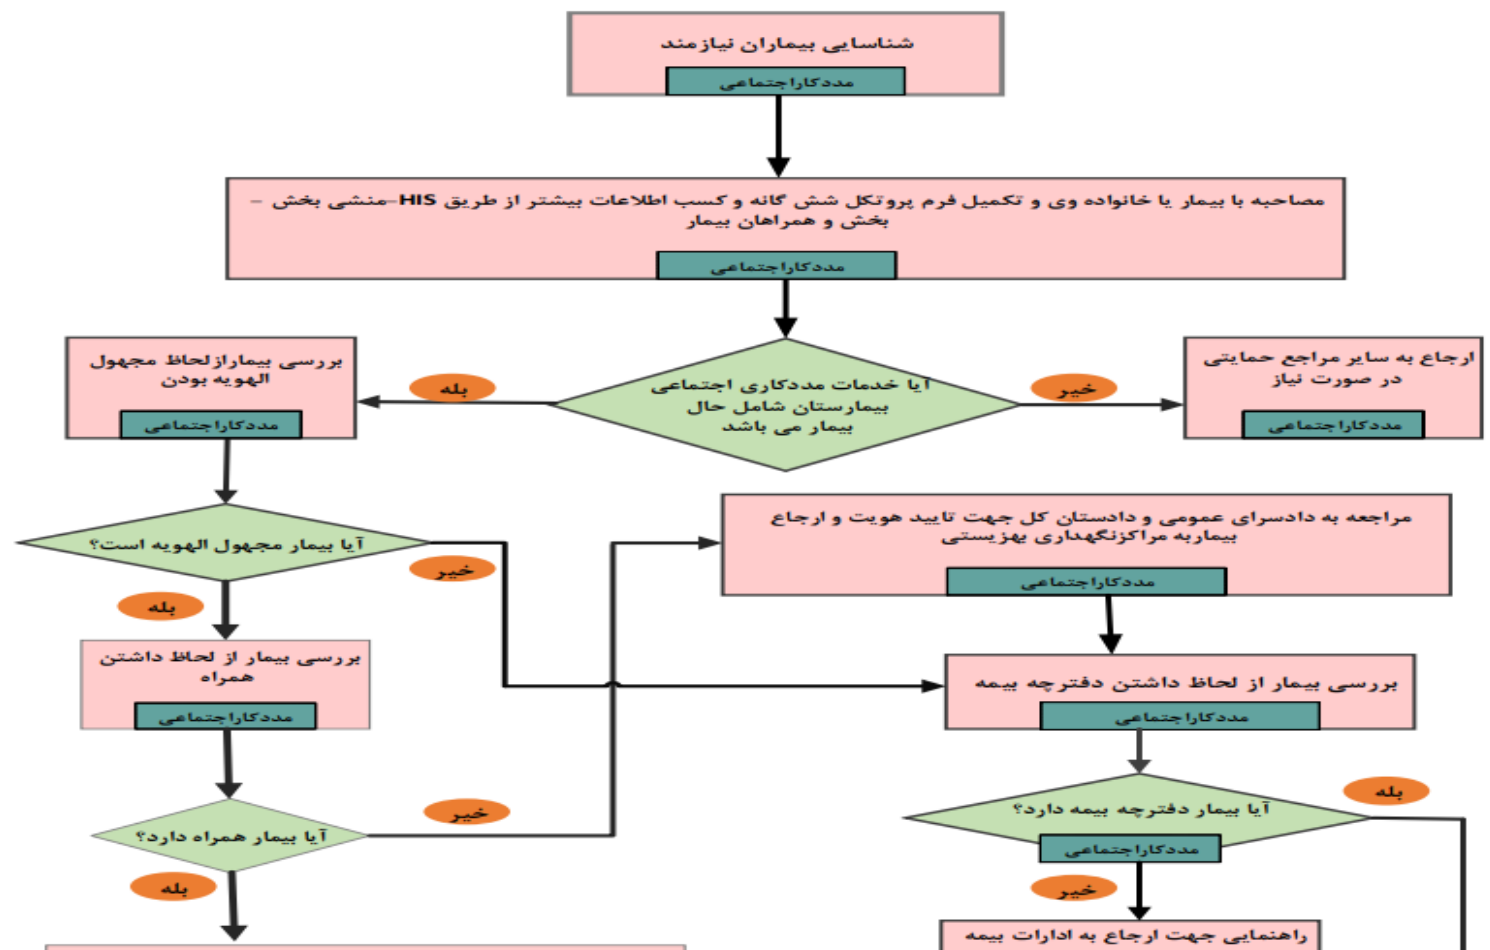 شناسایی بیماران نیازمند
مددکاراجتماعی
مصاحبه با بیمار یا خانواده وی و تکمیل فرم پروتکل شش گانه و کسب اطلاعات بیشتر از طریق HIS-منشی بخش –
بخش و همراهان بیمار
مددکاراجتماعی
آیا خدمات مددکاری اجتماعی
بیمارستان شامل حال
بیمار می باشد
خیر
ارجاع به سایر مراجع حمایتی
در صورت نیاز
مددکاراجتماعی
بله
بررسی بیمارازلحاظ مجهول
الهویه بودن
مددکاراجتماعی
آیا بیمار مجهول الهویه است؟
خیر
بله
بررسی بیمار از لحاظ داشتن
همراه
مددکاراجتماعی
آیا بیمار همراه دارد؟
خیر
بله
مراجعه به دادسرای عمومی و دادستان کل جهت تایید هویت و ارجاع
بیماربه مراکزنگهداری بهزیستی
مددکاراجتماعی
بررسی بیمار از لحاظ داشتن دفترچه بیمه
مددکاراجتماعی
آیا بیمار دفترچه بیمه دارد؟
مددکاراجتماعی
بله
خیر
راهنمایی جهت ارجاع به ادارات بیمه